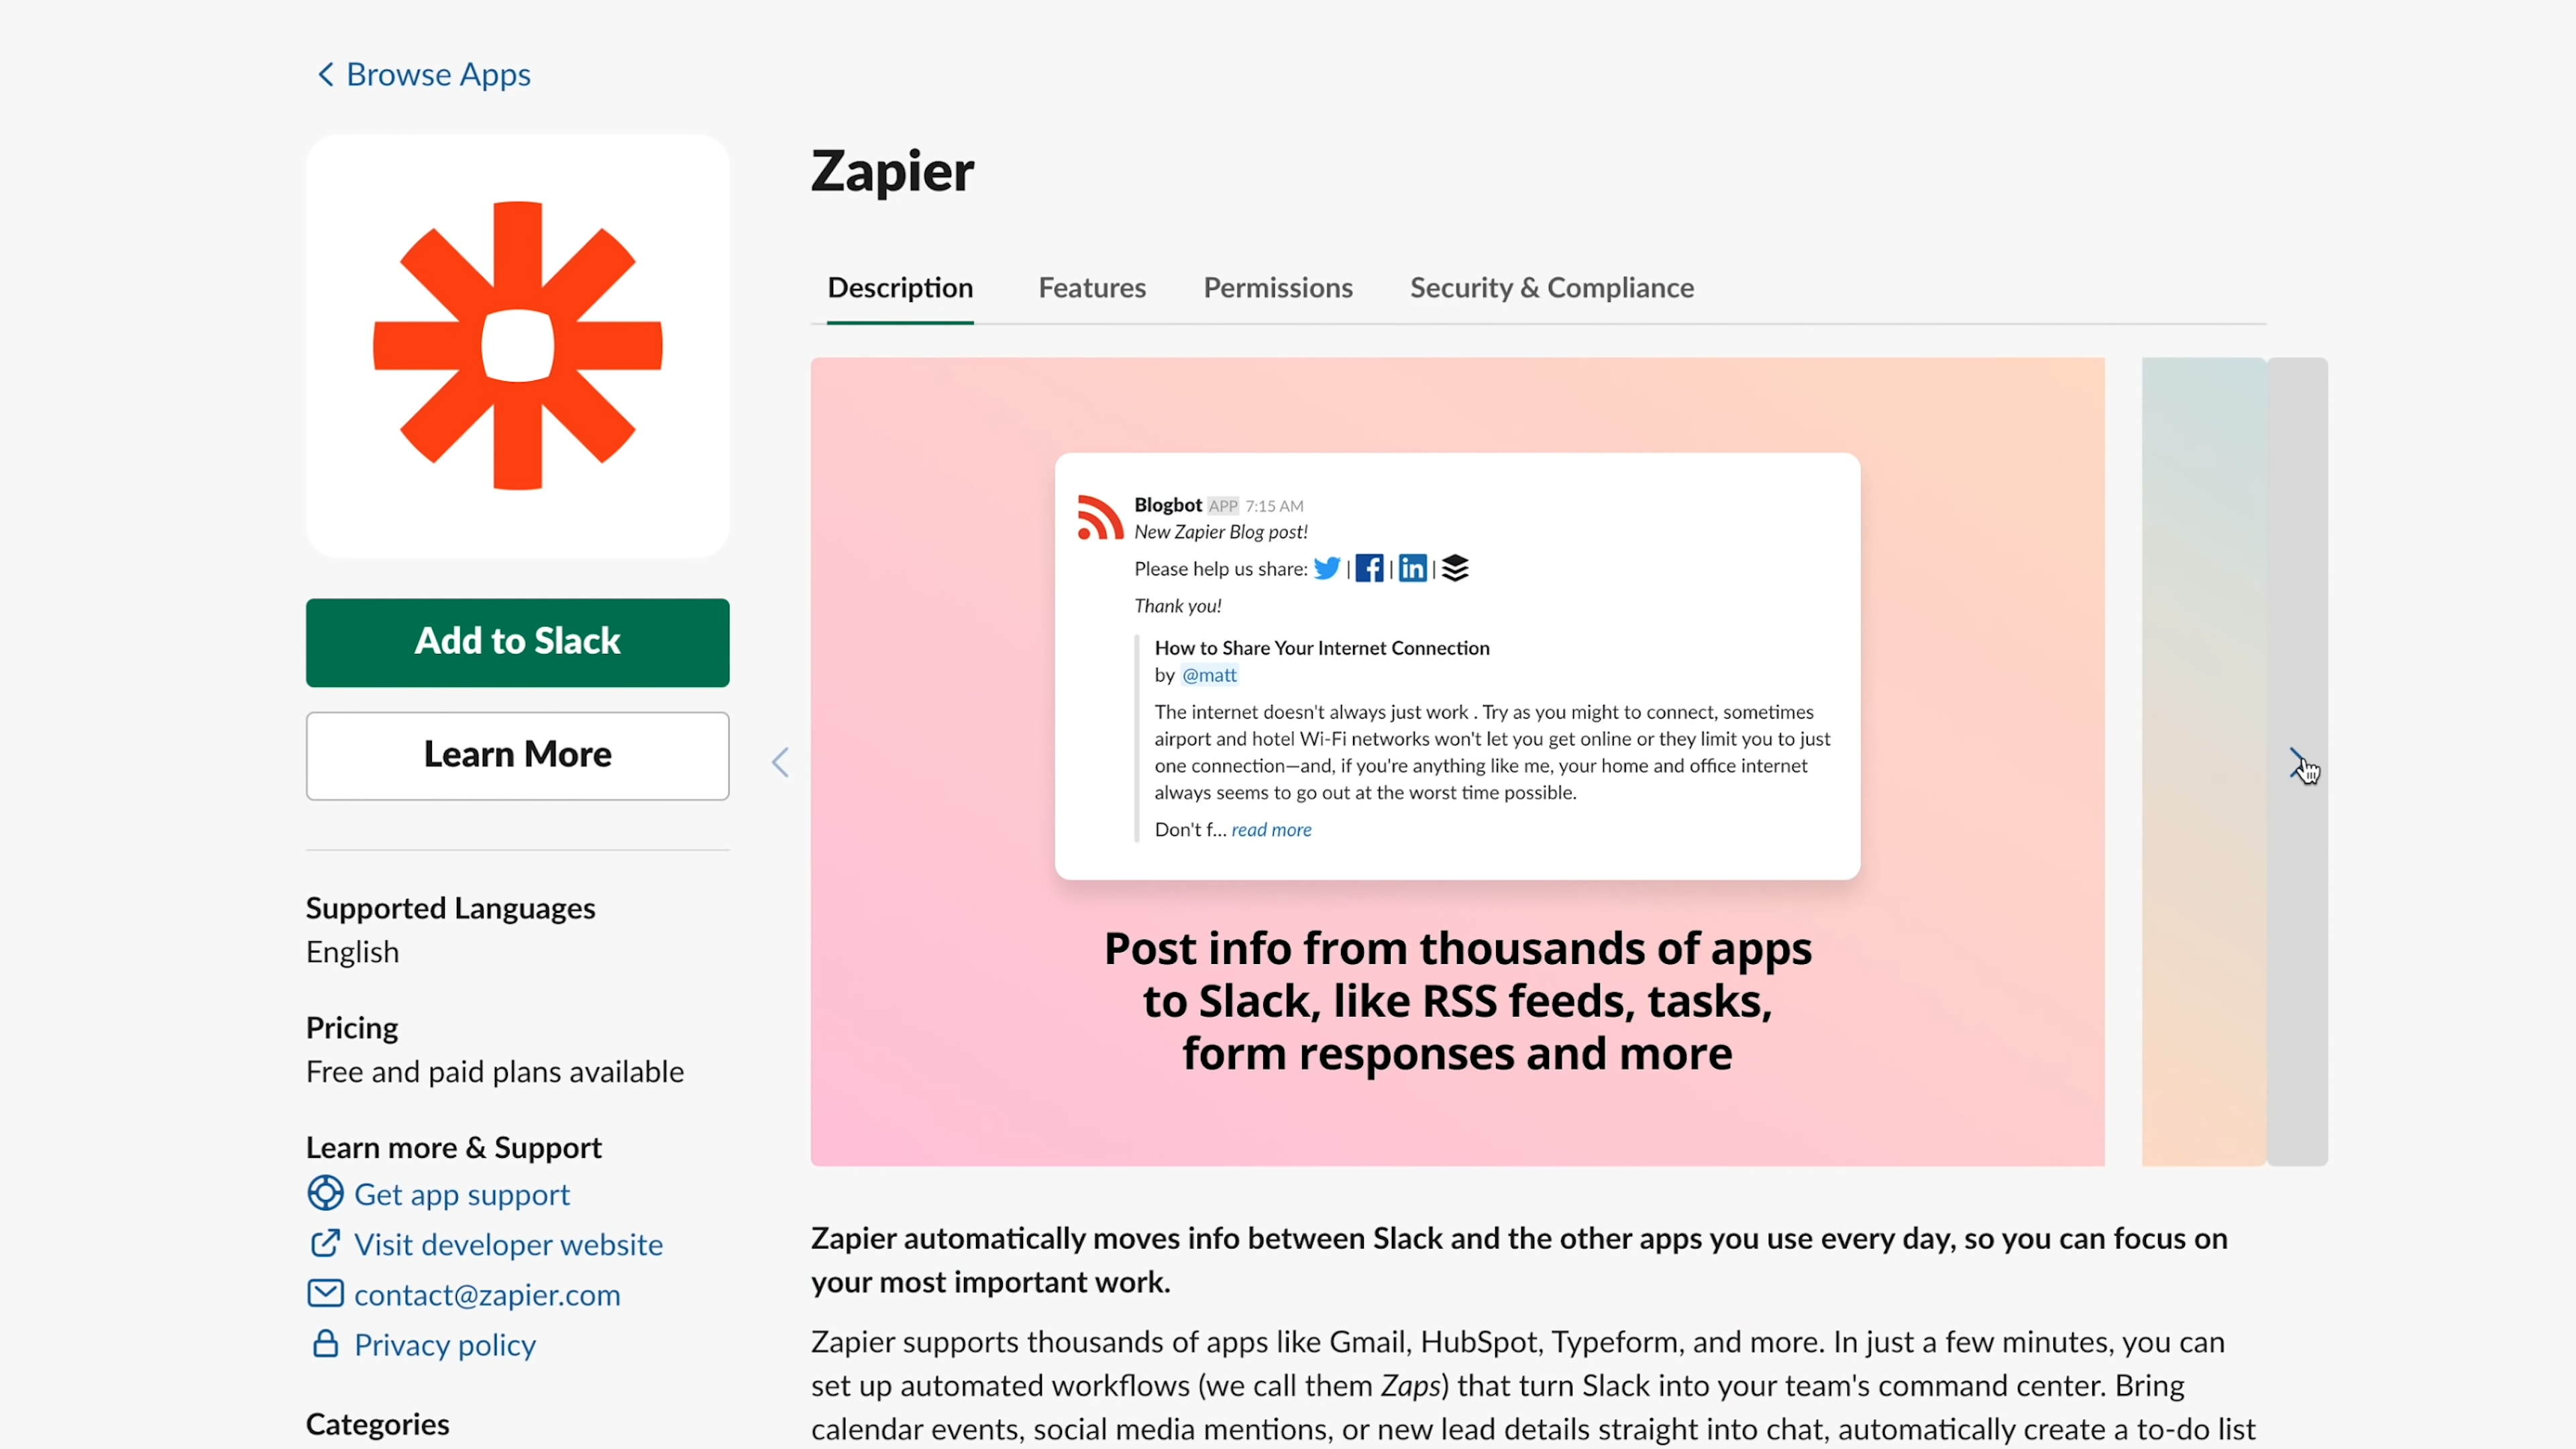 Browse Apps
Zapier
Description Features Permissions Security & Compliance
Add to Slack
Learn More
Supported Languages
English
Pricing
Free and paid plans available
Learn more & Support
Get app support
Visit developer website
contact@zapier.com
Privacy policy
Categories
Blogbot APP 7:15 AM
New Zapier Blog post!
Please help us share: | f | in |
Thank you!
How to Share Your Internet Connection
by @matt
The internet doesn't always just work . Try as you might to connect, sometimes
airport and hotel Wi-Fi networks won't let you get online or they limit you to just
one connection—and, if you're anything like me, your home and office internet
always seems to go out at the worst time possible.
Don't f... read more
Post info from thousands of apps
to Slack, like RSS feeds, tasks,
form responses and more
Zapier automatically moves info between Slack and the other apps you use every day, so you can focus on
your most important work.
Zapier supports thousands of apps like Gmail, HubSpot, Typeform, and more. In just a few minutes, you can
set up automated workflows (we call them Zaps) that turn Slack into your team's command center. Bring
calendar events, social media mentions, or new lead details straight into chat, automatically create a to-do list